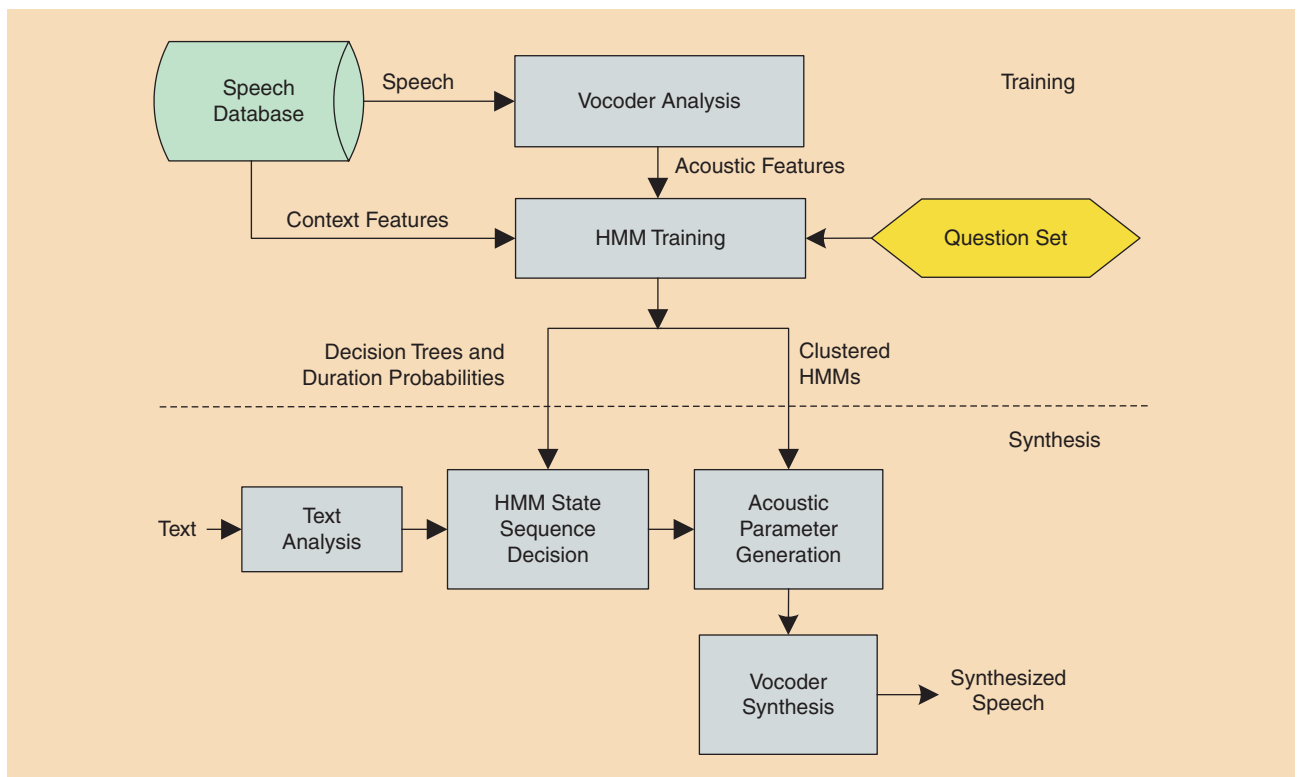 Speech
Database
Speech
Vocoder Analysis
Training
Acoustic Features
Context Features
HMM Training
Question Set
Decision Trees and
Duration Probabilities
Clustered
HMMs
Synthesis
Text
Text
Analysis
HMM State
Sequence
Decision
Acoustic
Parameter
Generation
Vocoder
Synthesis
Synthesized
Speech